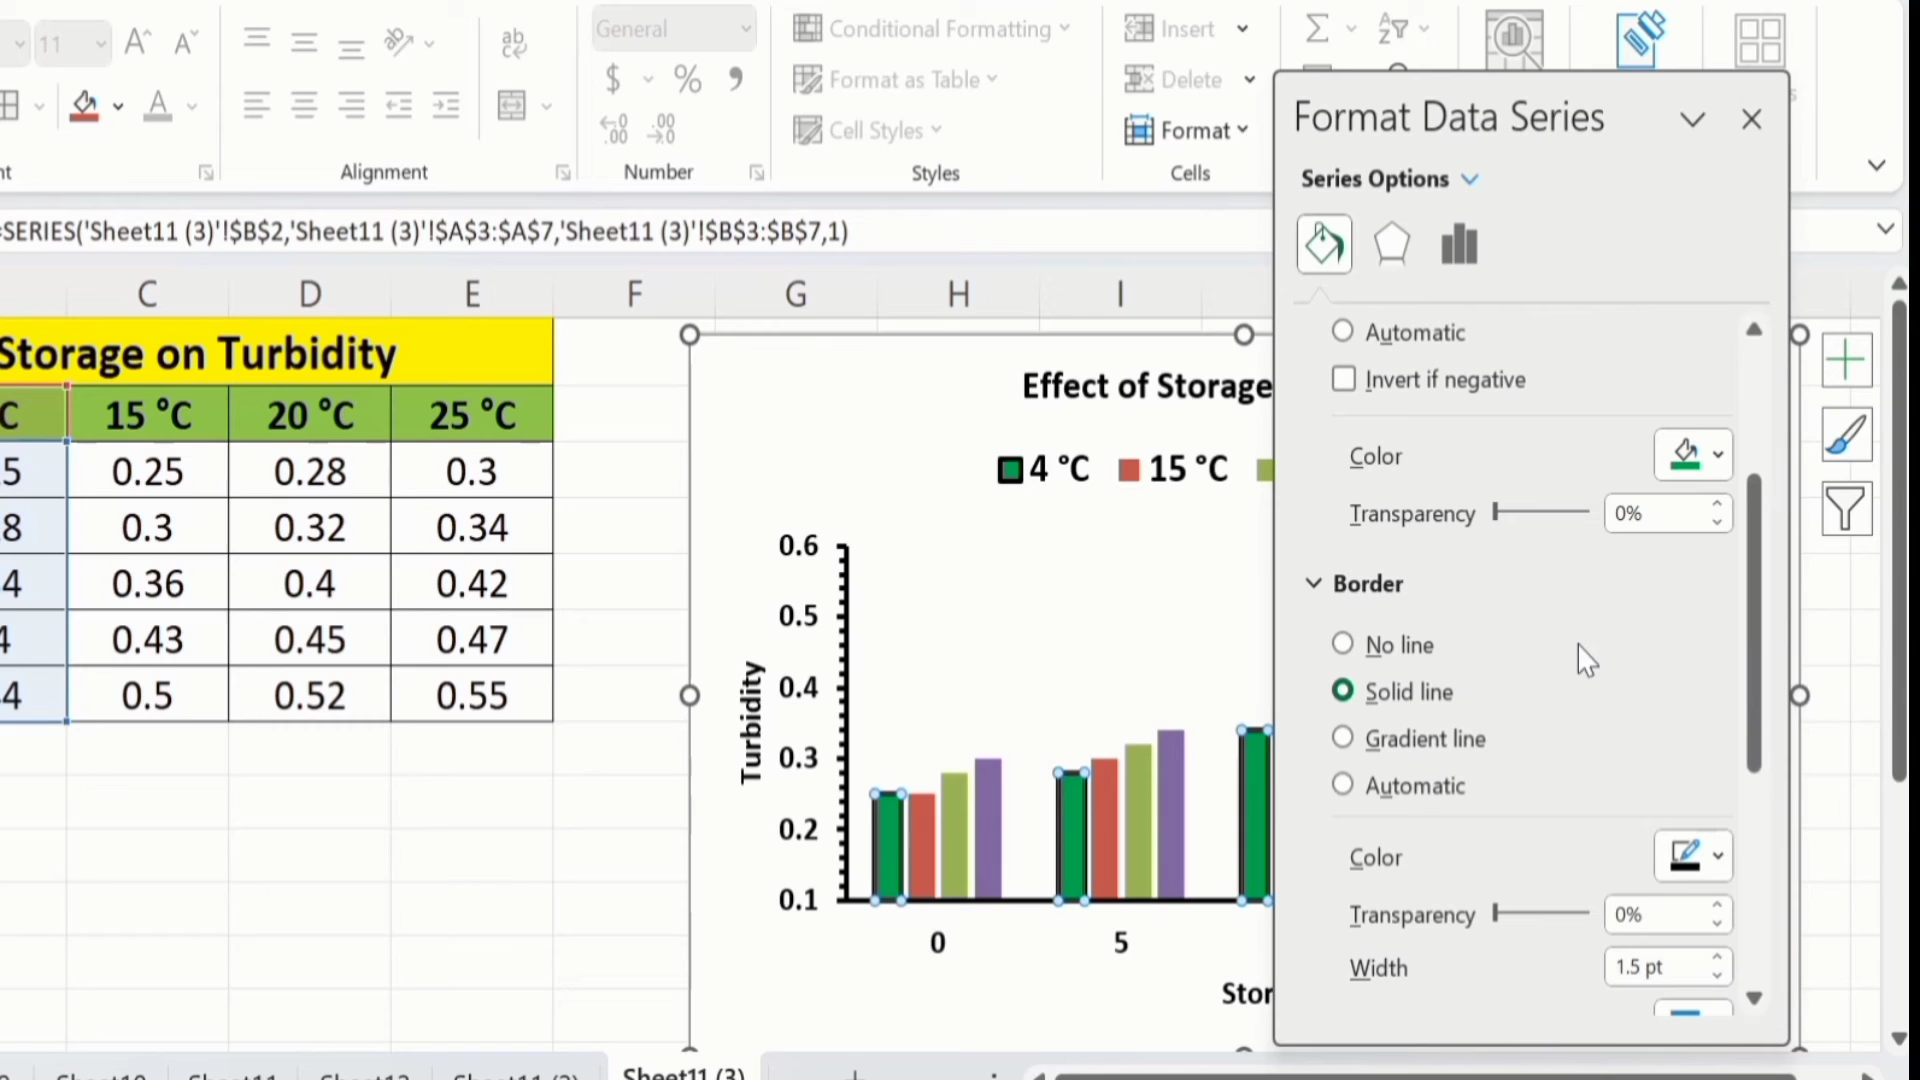 11
General
Conditional Formatting
Insert
$ % 9
Format as Table
Delete
Cell Styles
Format
Alignment
Number
Styles
Cells
Format Data Series
Series Options
=SERIES('Sheet11 (3)'!$B$2,'Sheet11 (3)'!$A$3:$A$7,'Sheet11 (3)'!$B$3:$B$7,1)
C D E F G H I
Storage on Turbidity
C 15 °C 20 °C 25 °C
5 0.25 0.28 0.3
8 0.3 0.32 0.34
4 0.36 0.4 0.42
4 0.43 0.45 0.47
4 0.5 0.52 0.55
Effect of Storage
4 °C 15 °C
0.6
0.5
0.4
0.3
0.2
0.1
Turbidity
0 5
Stor
Automatic
Invert if negative
Color
Transparency 0%
Border
No line
Solid line
Gradient line
Automatic
Color
Transparency 0%
Width 1.5 pt
Sheet10 Sheet11 Sheet12 Sheet11 (2) Sheet11 (3)